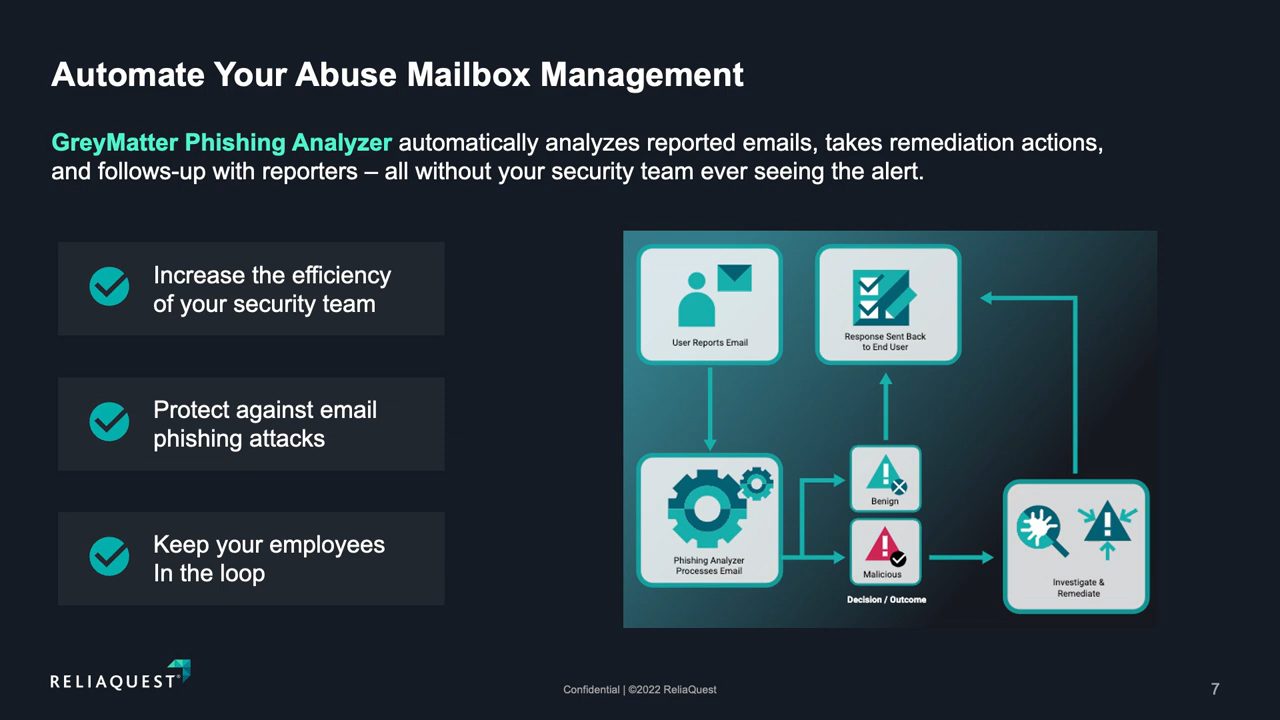 Automate Your Abuse Mailbox Management
GreyMatter Phishing Analyzer automatically analyzes reported emails, takes remediation actions,
and follows-up with reporters – all without your security team ever seeing the alert.
Increase the efficiency
of your security team
Protect against email
phishing attacks
Keep your employees
In the loop
User Reports Email
Response Sent Back
to End User
Phishing Analyzer
Processes Email
Benign
Malicious
Decision / Outcome
Investigate &
Remediate
RELIAQUEST
Confidential | ©2022 ReliaQuest
7